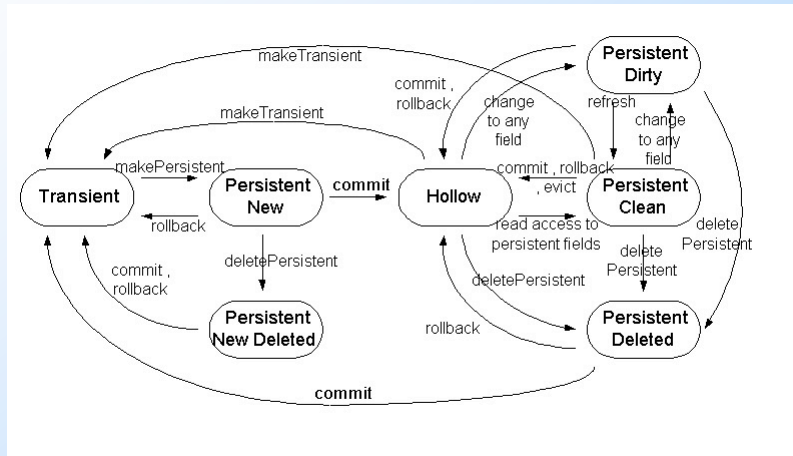 makeTransient
Persistent
Dirty
commit ,
rollback
change
to any
field
refresh
change
to any
field
makeTransient
makePersistent
commit , rollback
, evict
Transient
Persistent
New
commit
Hollow
Persistent
Clean
rollback
read access to
persistent fields
delete
Persistent
delete
Persistent
deletePersistent
commit ,
rollback
deletePersistent
Persistent
New Deleted
rollback
Persistent
Deleted
commit